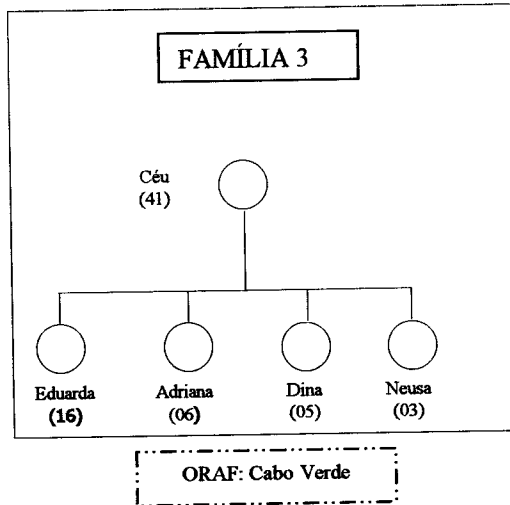 FAMÍLIA 3
Céu
(41)
Eduarda Adriana Dina Neusa
(16) (06) (05) (03)
ORAF: Cabo Verde